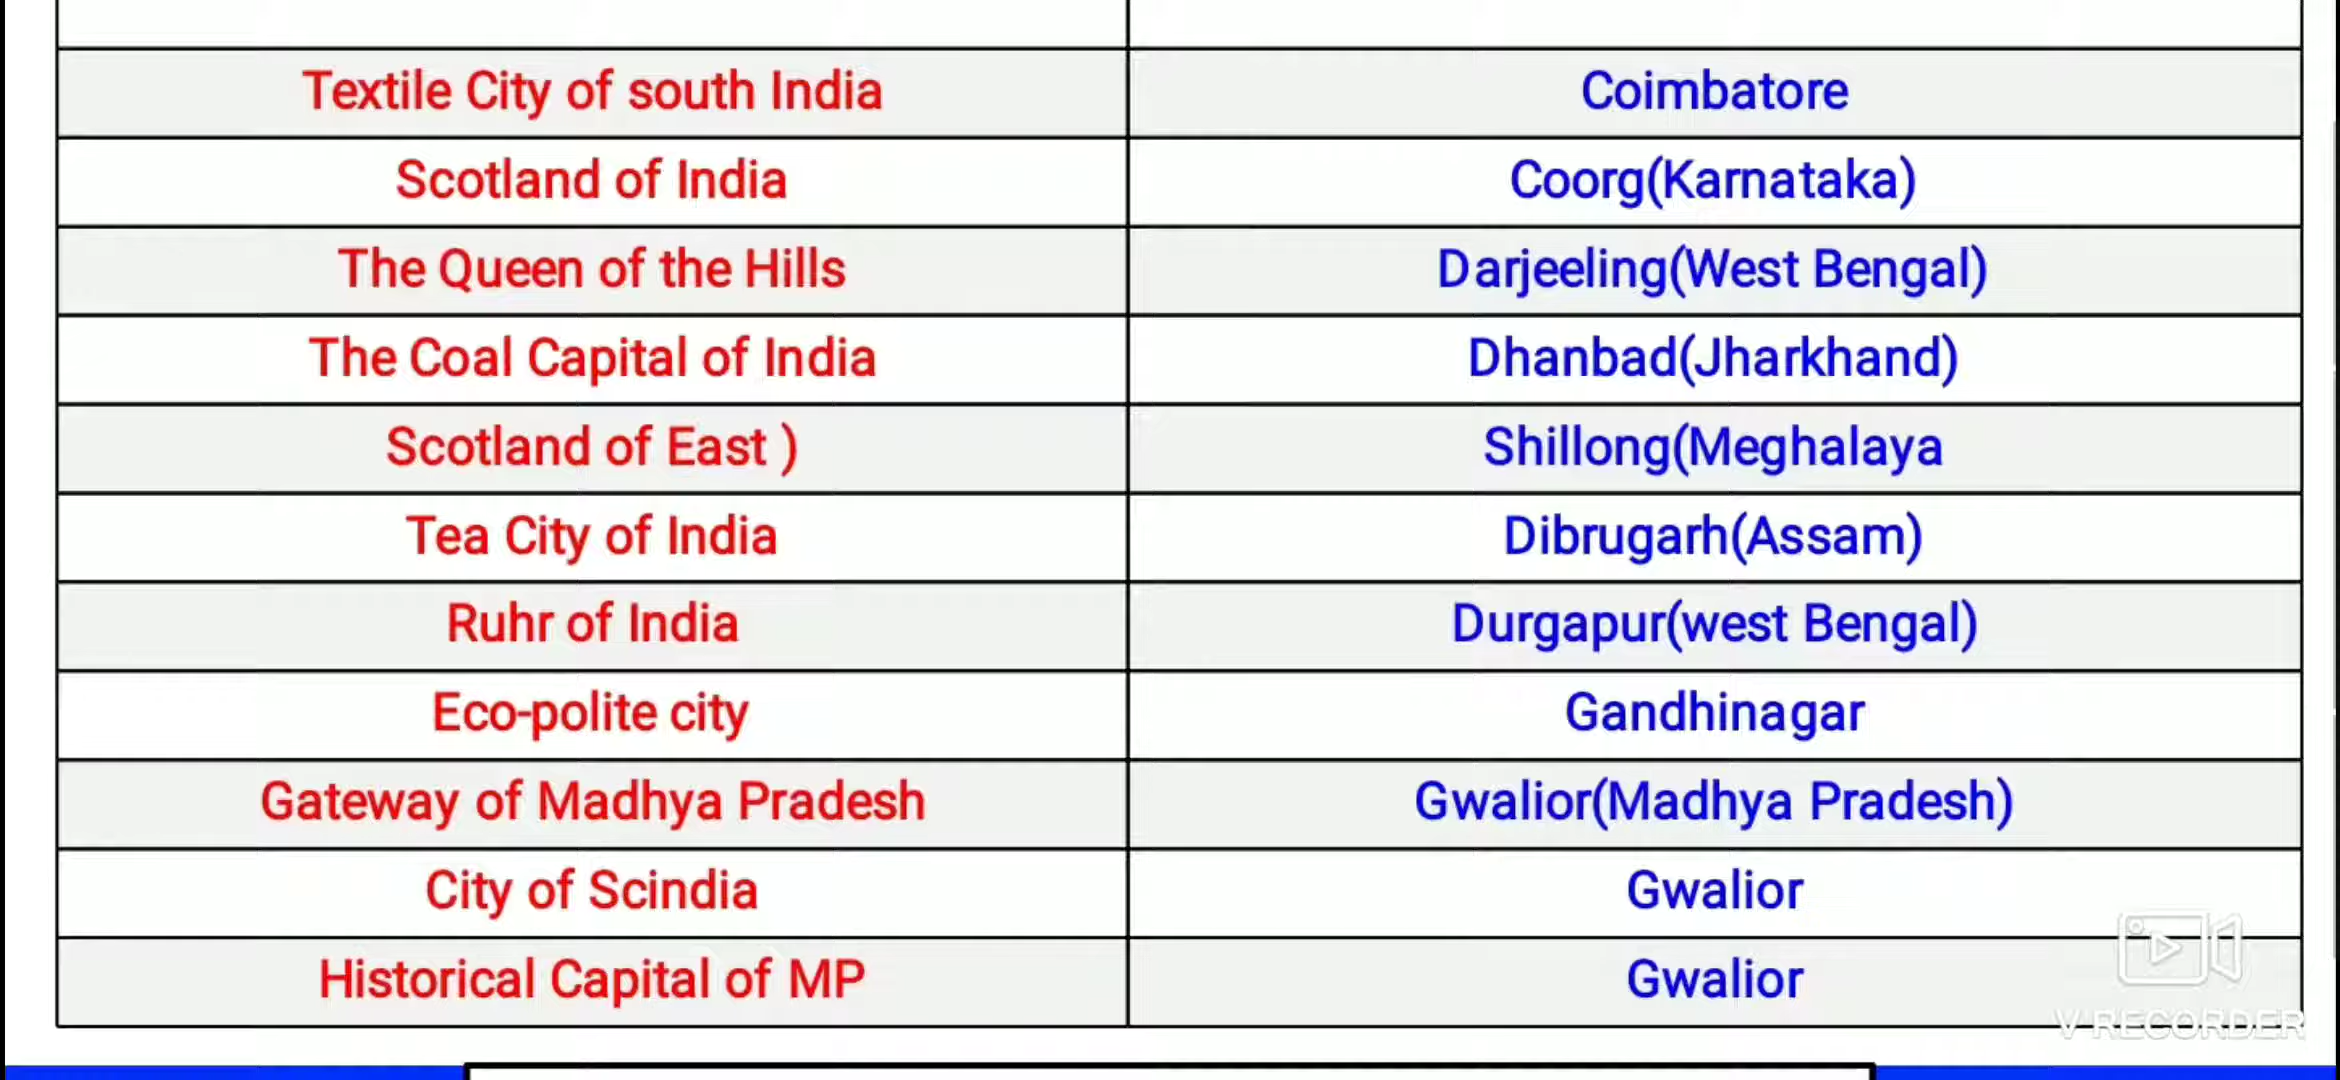 Textile City of south India Coimbatore
Scotland of India Coorg(Karnataka)
The Queen of the Hills Darjeeling(West Bengal)
The Coal Capital of India Dhanbad(Jharkhand)
Scotland of East ) Shillong(Meghalaya
Tea City of India Dibrugarh(Assam)
Ruhr of India Durgapur(west Bengal)
Eco-polite city Gandhinagar
Gateway of Madhya Pradesh Gwalior(Madhya Pradesh)
City of Scindia Gwalior
Historical Capital of MP Gwalior
V RECORDER